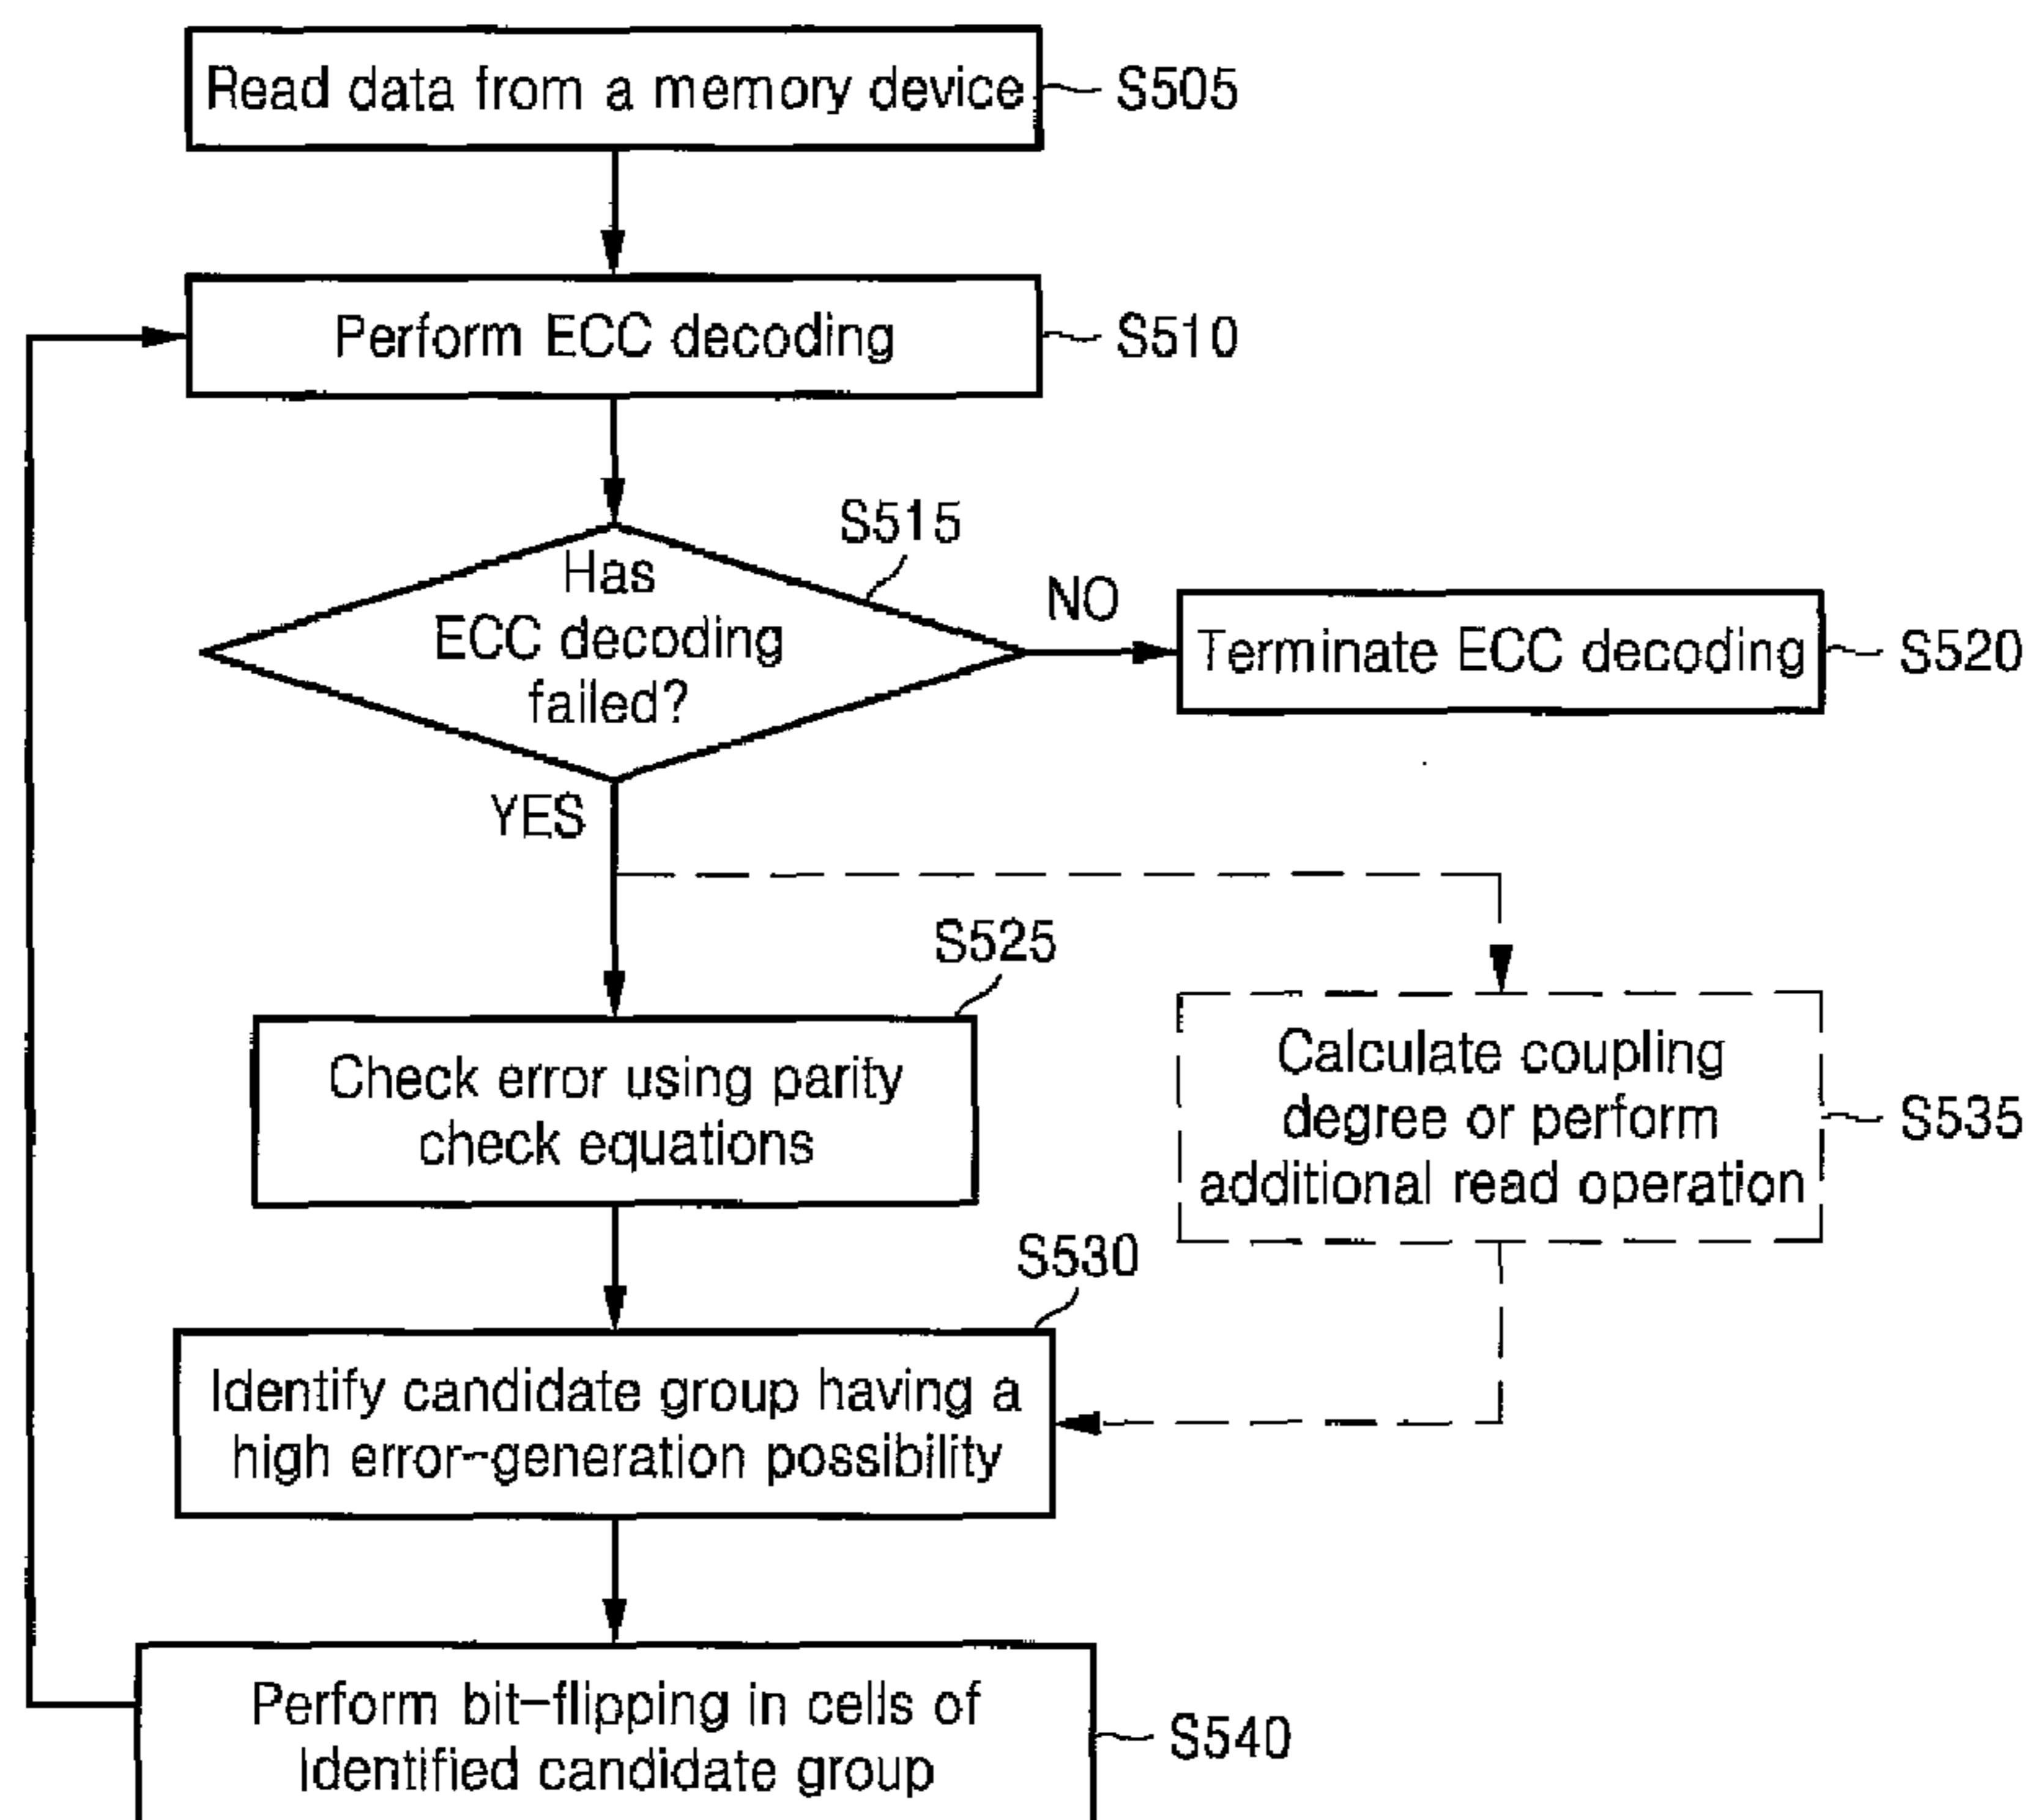 Read data from a memory device
S505
Perform ECC decoding
S510
S515
Has
ECC decoding
failed?
NO
Terminate ECC decoding
S520
YES
S525
Check error using parity
check equations
Calculate coupling
degree or perform
additional read operation
S535
S530
Identify candidate group having a
high error-generation possibility
Perform bit-flipping in cells of
Identified candidate group
S540